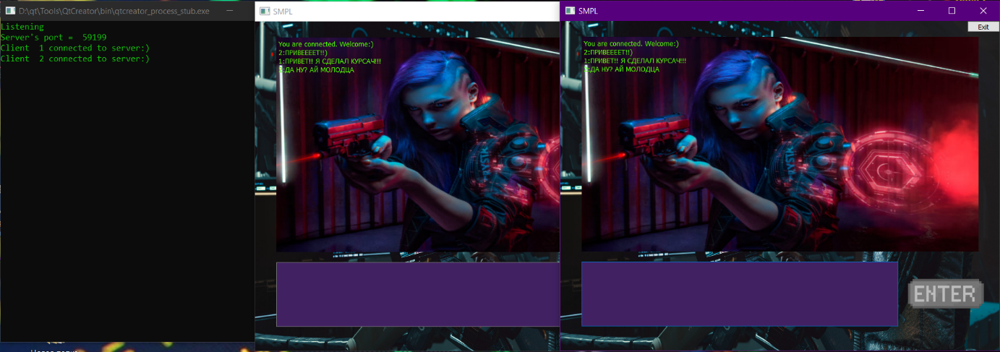 D:\qt\Tools\QtCreator\bin\qtcreator_process_stub.exe
Listening
Server's port = 59199
Client 1 connected to server:)
Client 2 connected to server:)
SMPL
You are connected. Welcome:)
2:ПРИВЕЕЕЕТ!!)
1:ПРИВЕТ!! Я СДЕЛАЛ КУРСАЧ!!!
2:ДА НУ? АЙ МОЛОДЦА
SMPL
Exit
You are connected. Welcome:)
2:ПРИВЕЕЕЕТ!!)
1:ПРИВЕТ!! Я СДЕЛАЛ КУРСАЧ!!!
2:ДА НУ? АЙ МОЛОДЦА
ENTER